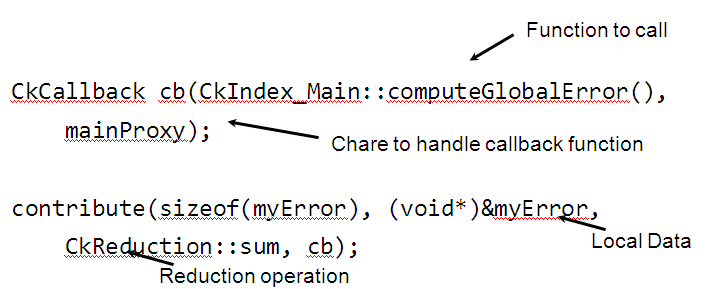 Function to call
CkCallback cb(CkIndex_Main::computeGlobalError(),
mainProxy);
Chare to handle callback function
contribute(sizeof(myError), (void*)&myError,
CkReduction::sum, cb);
Local Data
Reduction operation